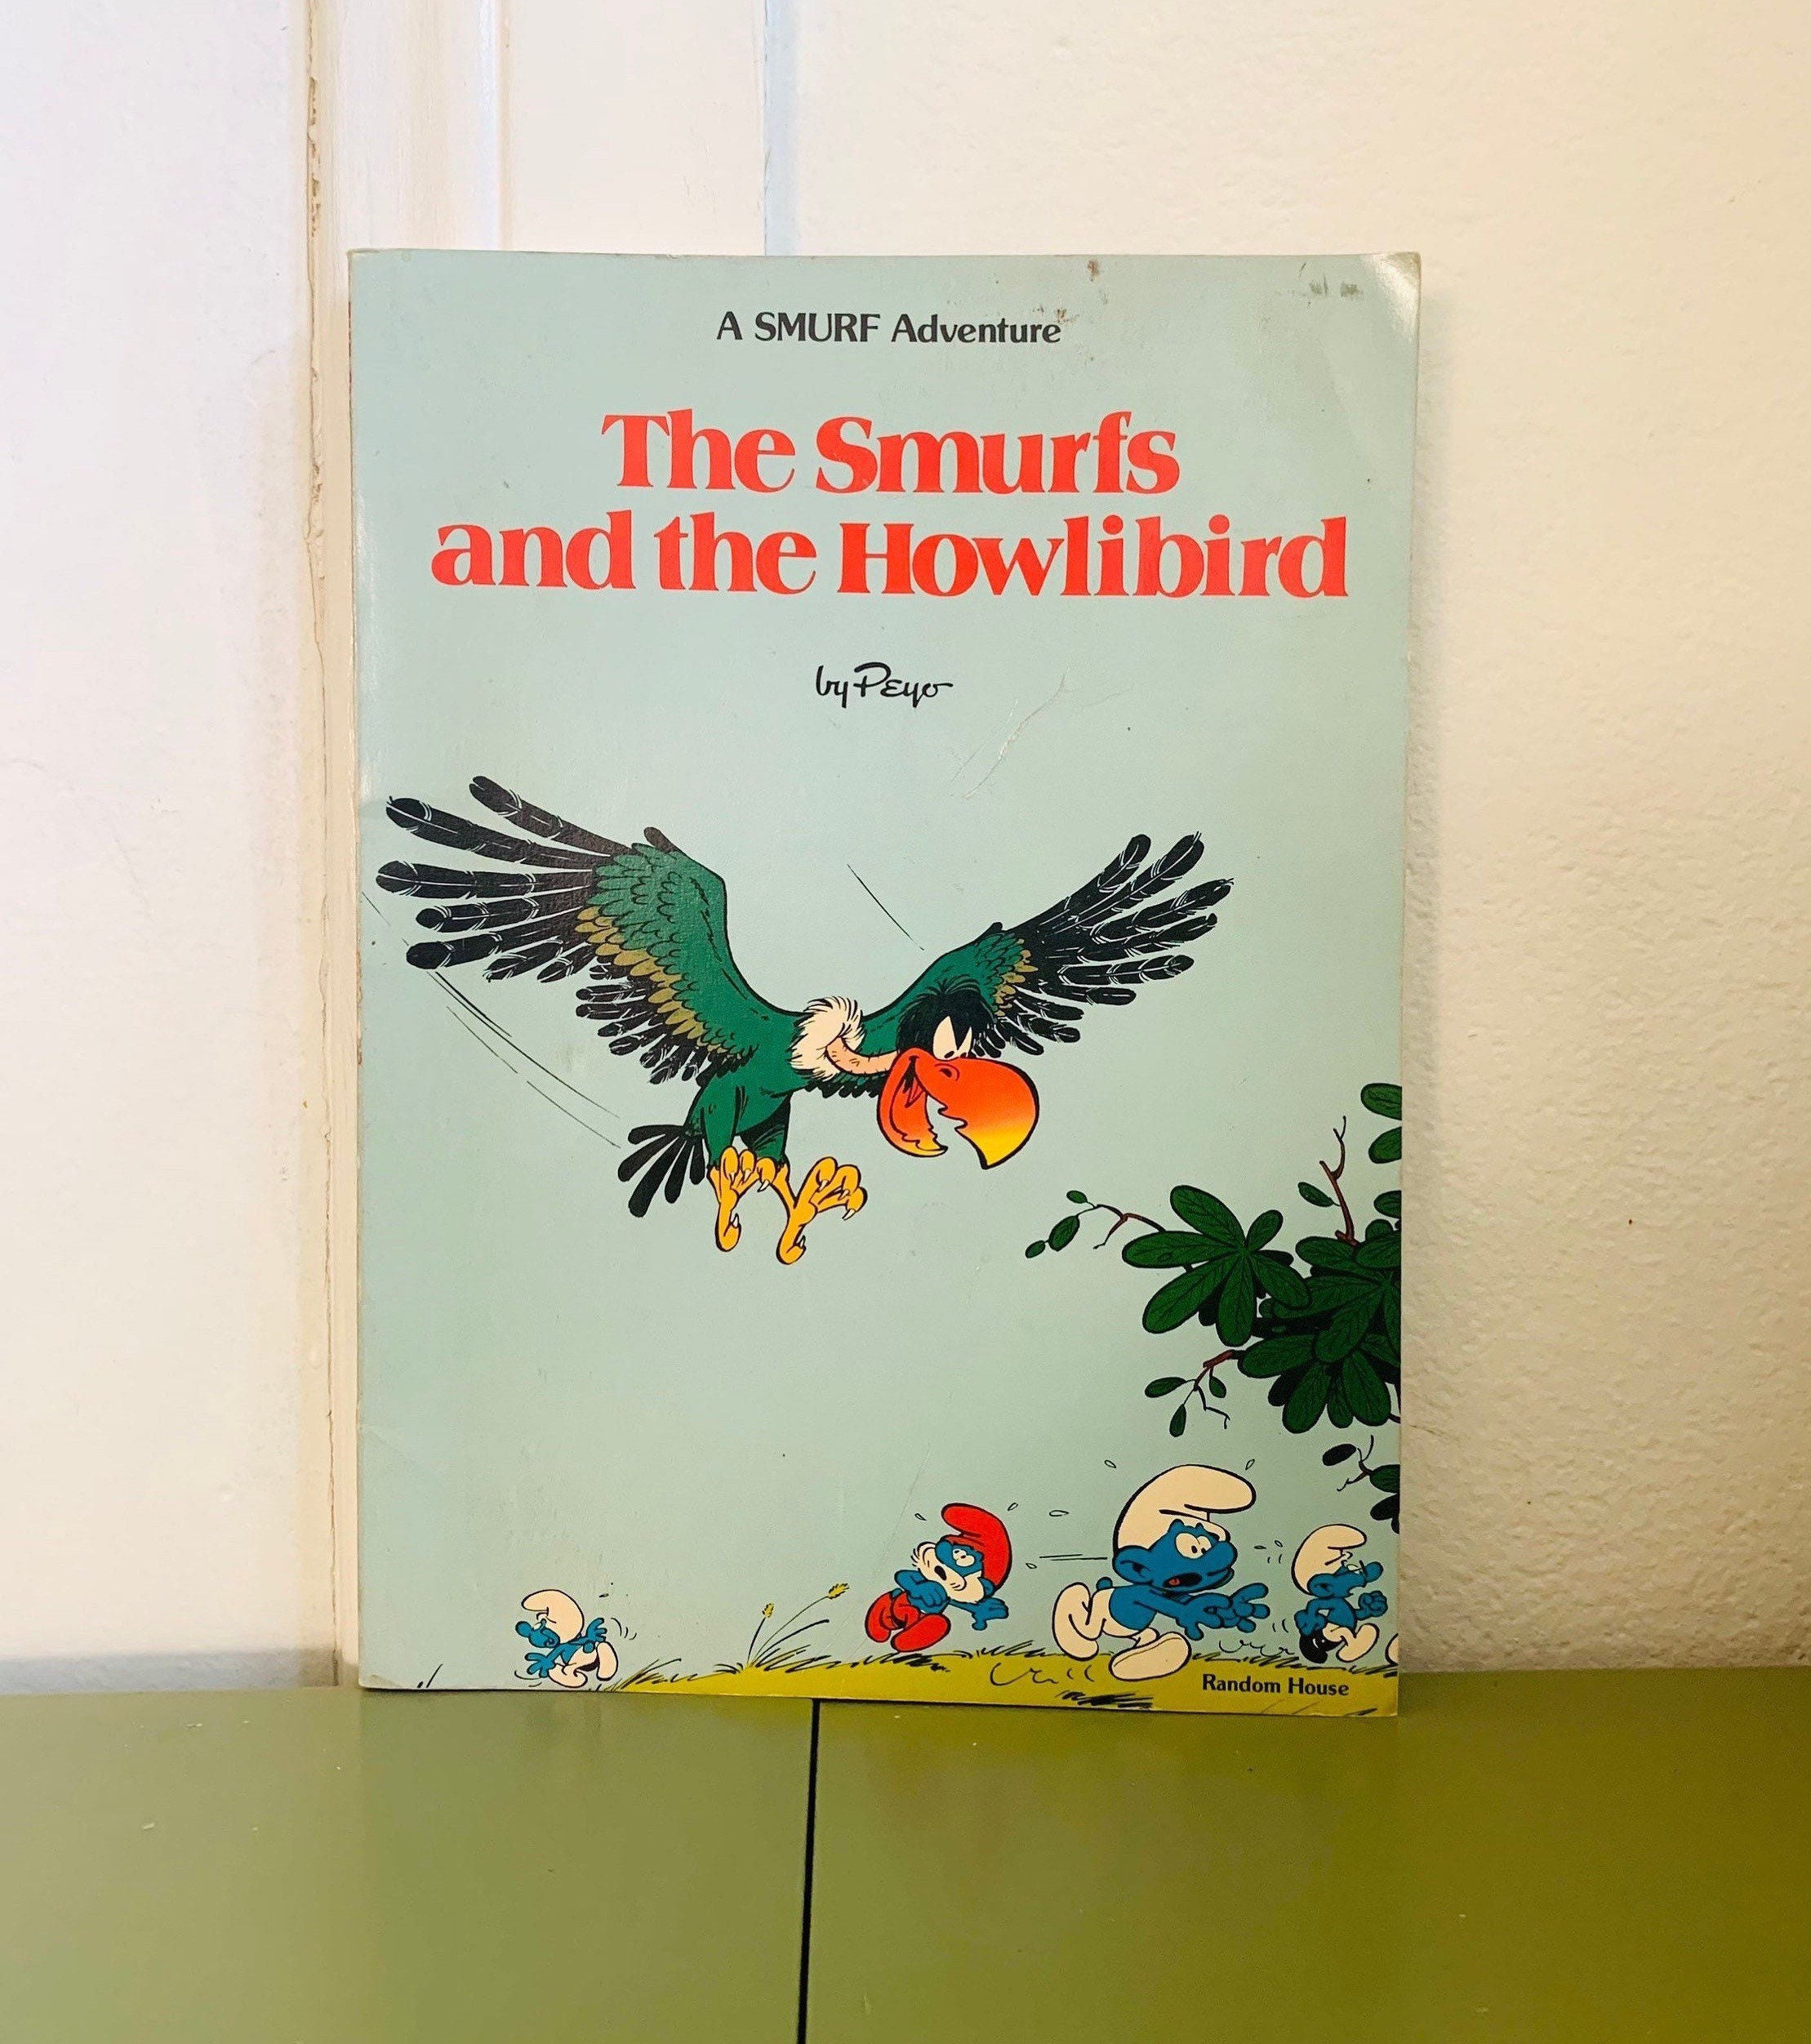 A SMURF Adventure
The Smurfs
and the Howlibird
by Peyo
Random House